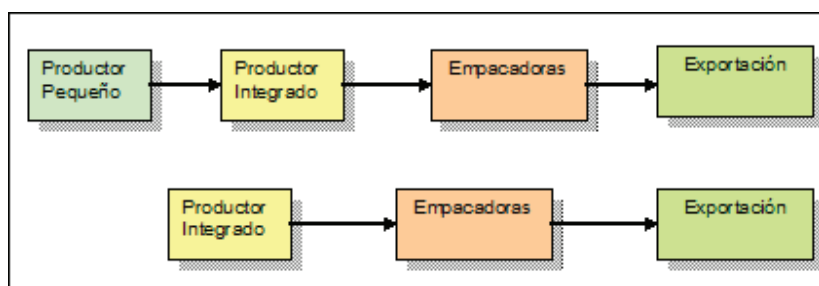 Productor
Pequeño
Productor
Integrado
Empacadoras
Exportación
Productor
Integrado
Empacadoras
Exportación